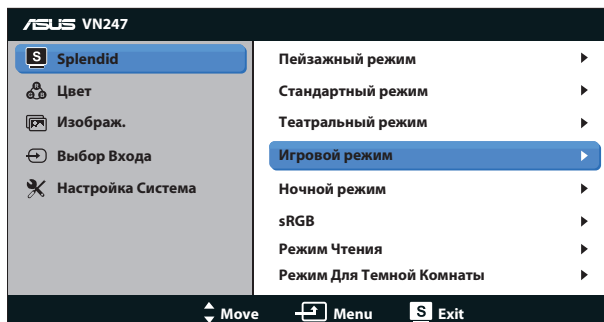 ASUS VN247
S Splendid
Цвет
Изображ.
Выбор Входа
Настройка Система
Пейзажный режим
Стандартный режим
Театральный режим
Игровой режим
Ночной режим
sRGB
Режим Чтения
Режим Для Темной Комнаты
Move Menu S Exit